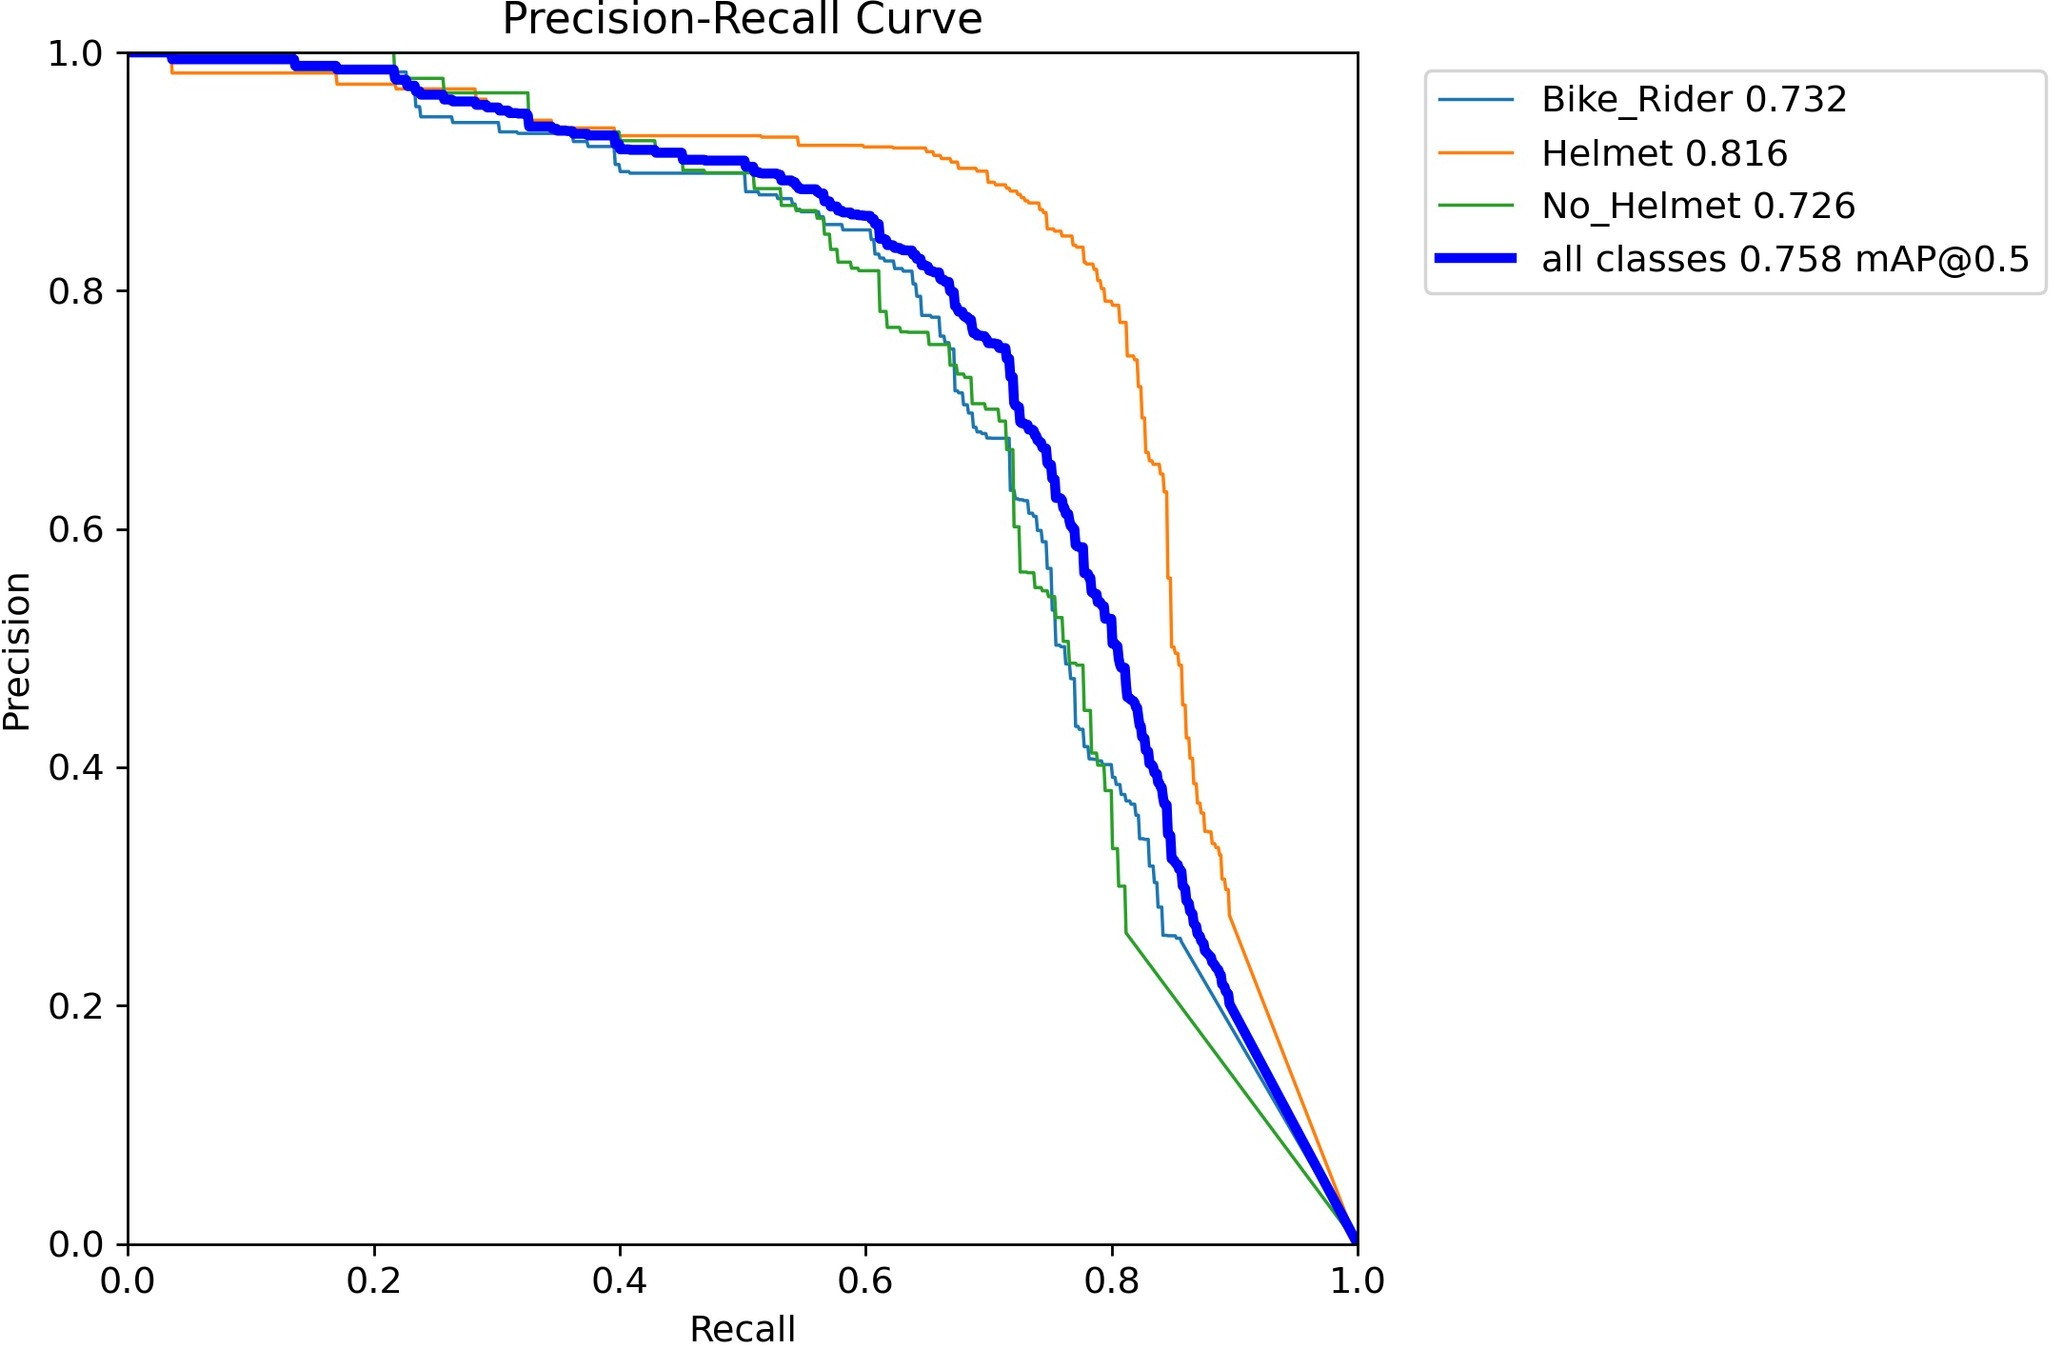 Precision-Recall Curve
1.0
0.8
0.6
0.4
0.2
0.0
Precision
0.0 0.2 0.4 0.6 0.8 1.0
Recall
Bike_Rider 0.732
Helmet 0.816
No_Helmet 0.726
all classes 0.758 mAP@0.5